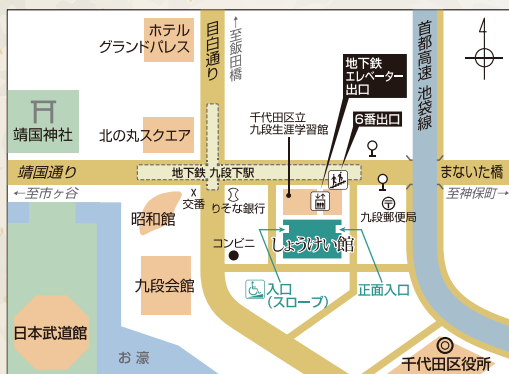 ホテル
グランドパレス
目白通り
←至飯田橋
首都高速 池袋線
4
地下鉄
エレベーター
出口
6番出口
千代田区立
九段生涯学習館
靖国神社
北の丸スクエア
靖国通り
地下鉄 九段下駅
まないた橋
←至市ヶ谷
×
交番
りそな銀行
至神保町→
昭和館
〒
九段郵便局
コンビニ
しょうけい館
九段会館
入口
(スロープ)
正面入口
日本武道館
お濠
千代田区役所